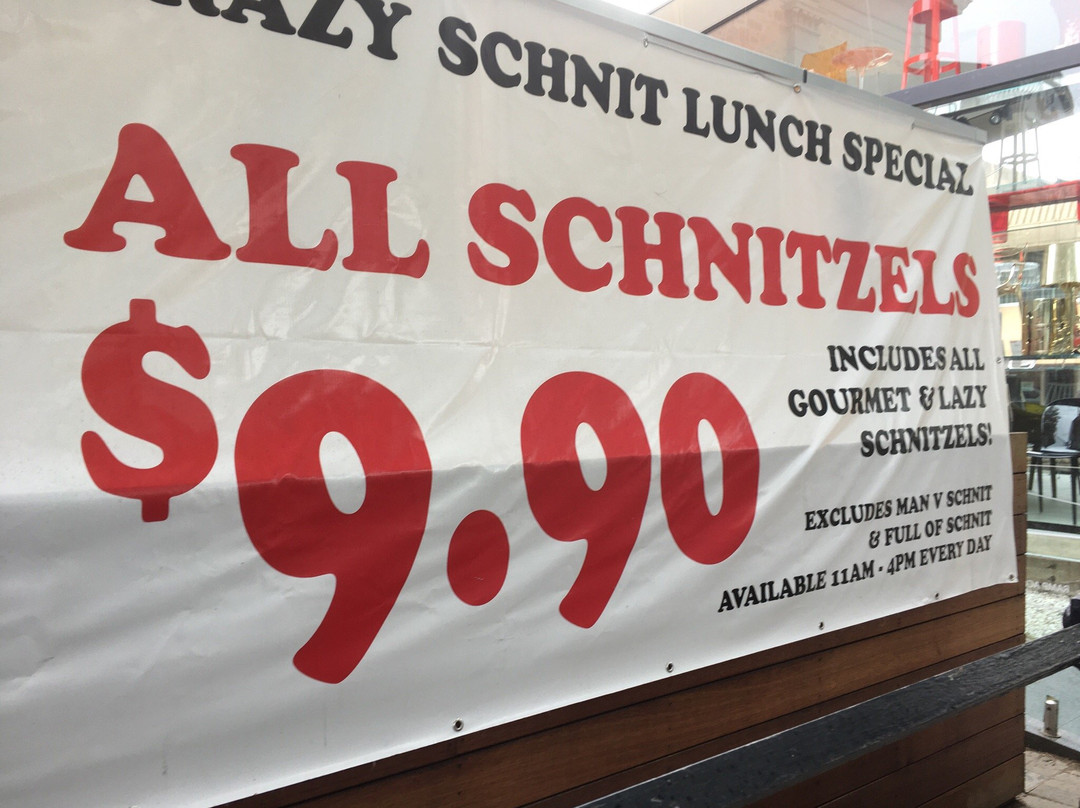 SCHNIT LUNCH SPECIAL
ALL SCHNITZELS
$9.90
INCLUDES ALL
GOURMET & LAZY
SCHNITZELS!
EXCLUDES MAN V SCHNIT
& FULL OF SCHNIT
AVAILABLE 11AM - 4PM EVERY DAY